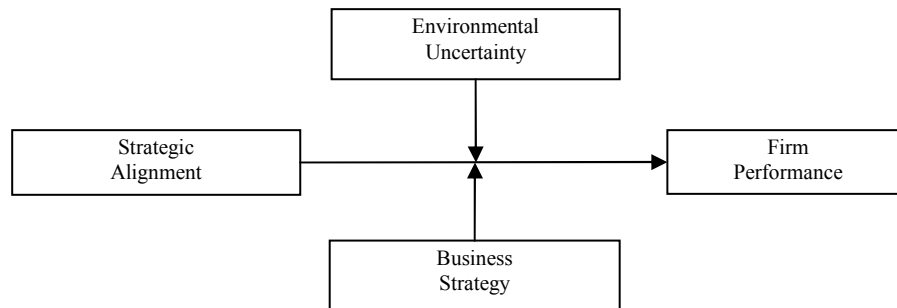 Environmental
Uncertainty
Strategic
Alignment
Firm
Performance
Business
Strategy